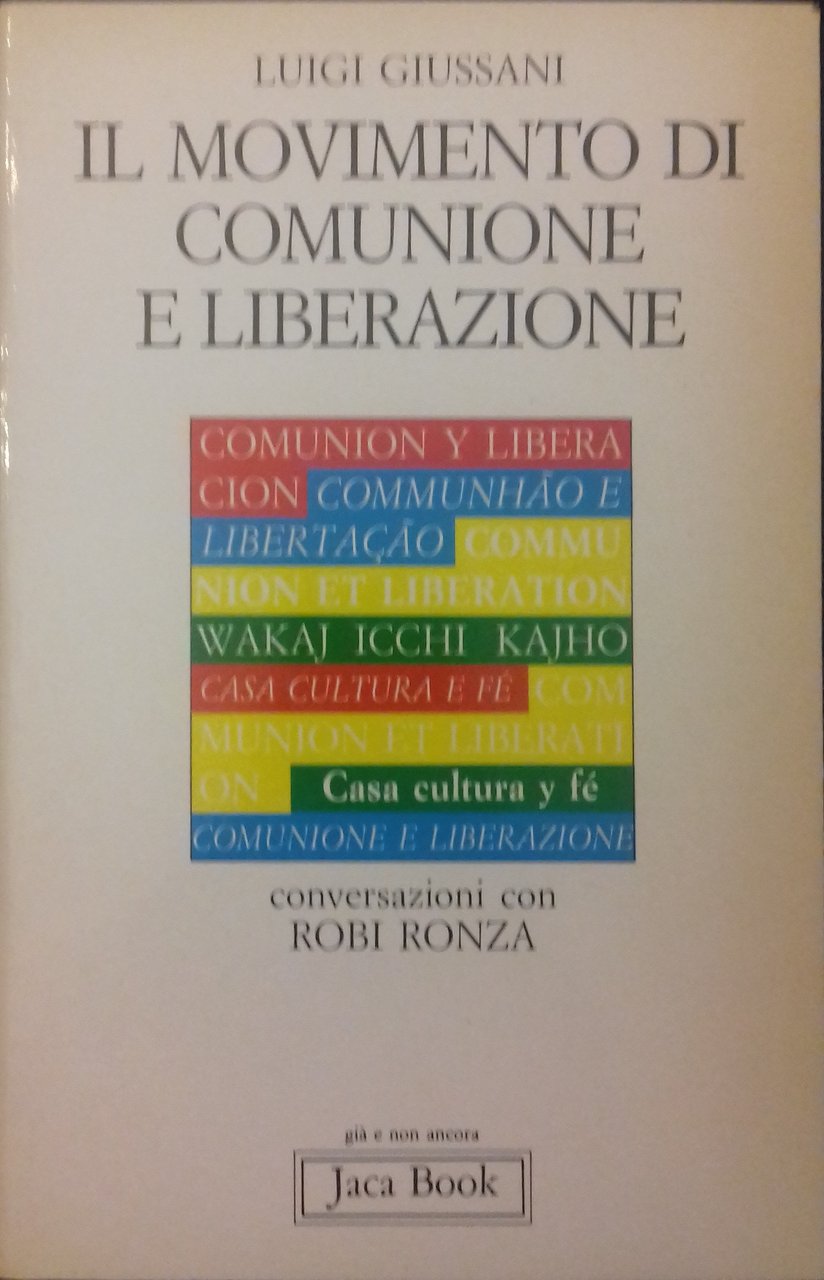 LUIGI GIUSSANI
IL MOVIMENTO DI
COMUNIONE
E LIBERAZIONE
COMUNION Y LIBERA
CION COMMUNHÃO E
LIBERTAÇÃO COMMU
NION ET LIBERATION
WAKAJ ICCHI KAJHO
CASA CULTURA E FÉ COM
MUNION ET LIBERATI
ON Casa cultura y fé
COMUNIONE E LIBERAZIONE
conversazioni con
ROBI RONZA
già e non ancora
Jaca Book